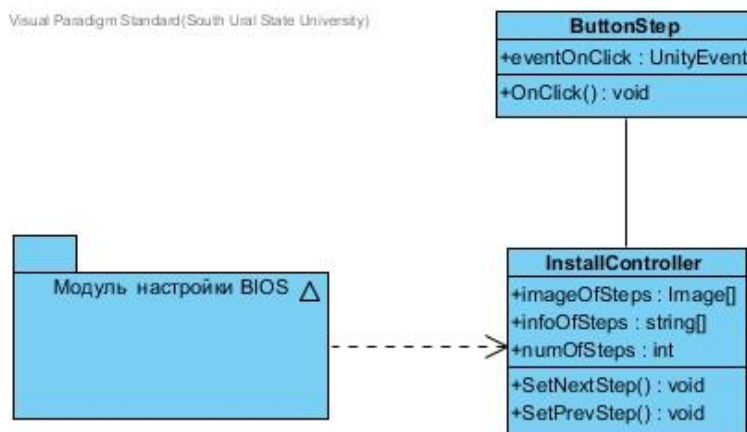 Visual Paradigm Standard(South Ural State University)
ButtonStep
+eventOnClick : UnityEvent
+OnClick() : void
Модуль настройки BIOS
InstallController
+imageOfSteps : Image[]
+infoOfSteps : string[]
+numOfSteps : int
+SetNextStep() : void
+SetPrevStep() : void